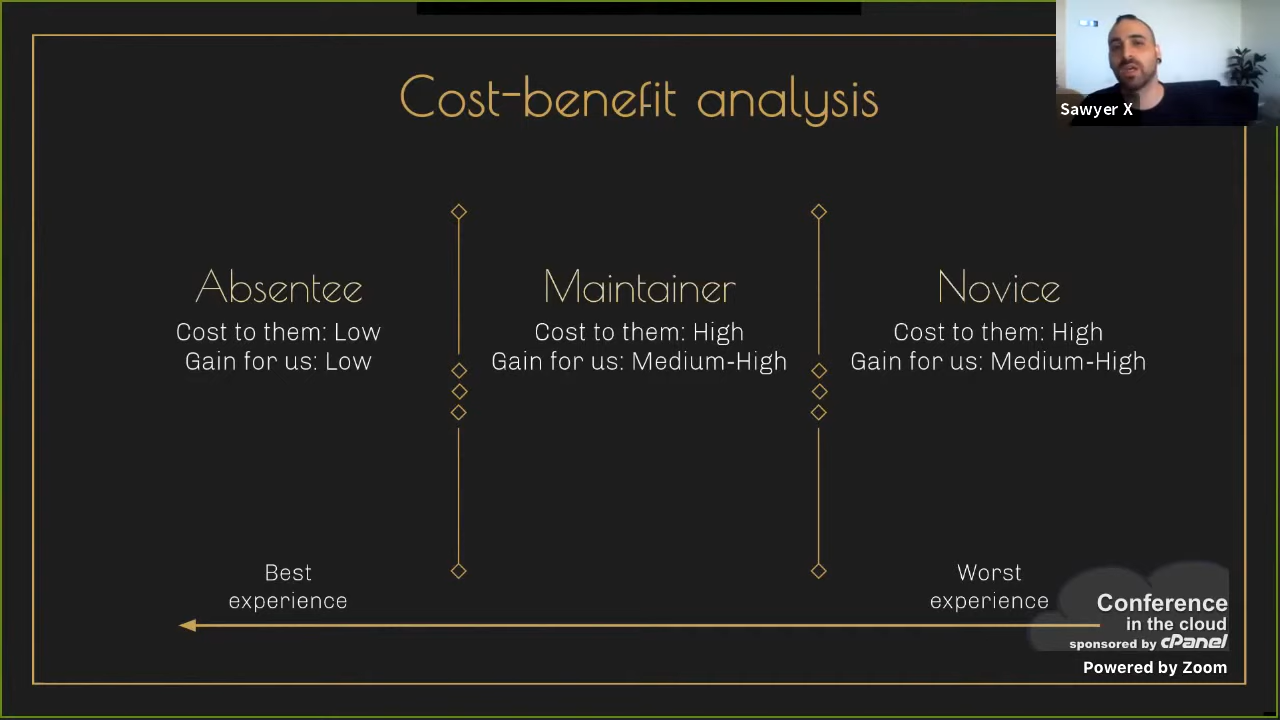 Cost-benefit analysis
Sawyer X
Absentee
Cost to them: Low
Gain for us: Low
Maintainer
Cost to them: High
Gain for us: Medium-High
Novice
Cost to them: High
Gain for us: Medium-High
Best
experience
Worst
experience
Conference
in the cloud
sponsored by cPanel
Powered by Zoom